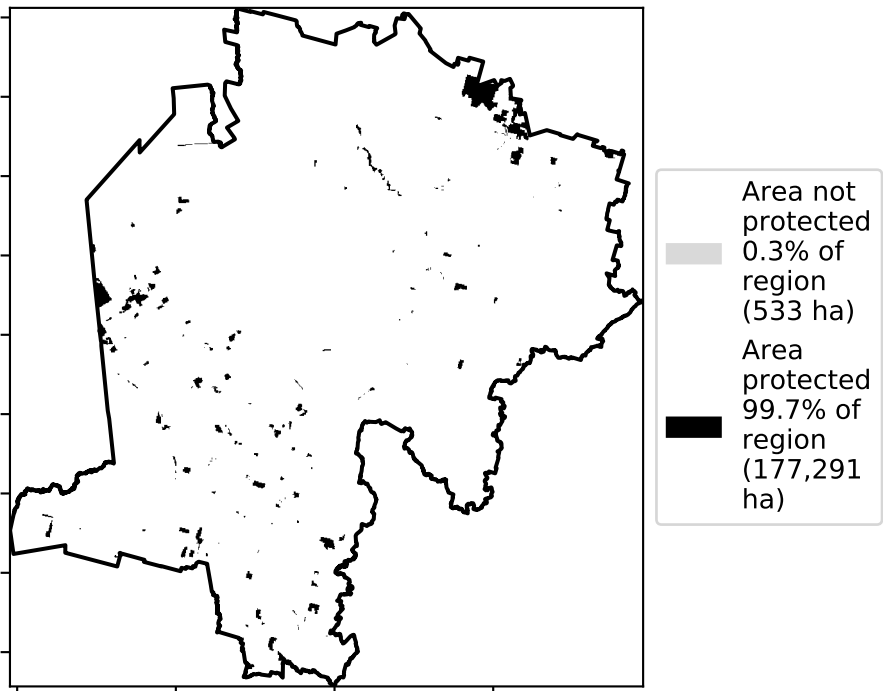 Area not
protected
0.3% of
region
(533 ha)
Area
protected
99.7% of
region
(177,291
ha)